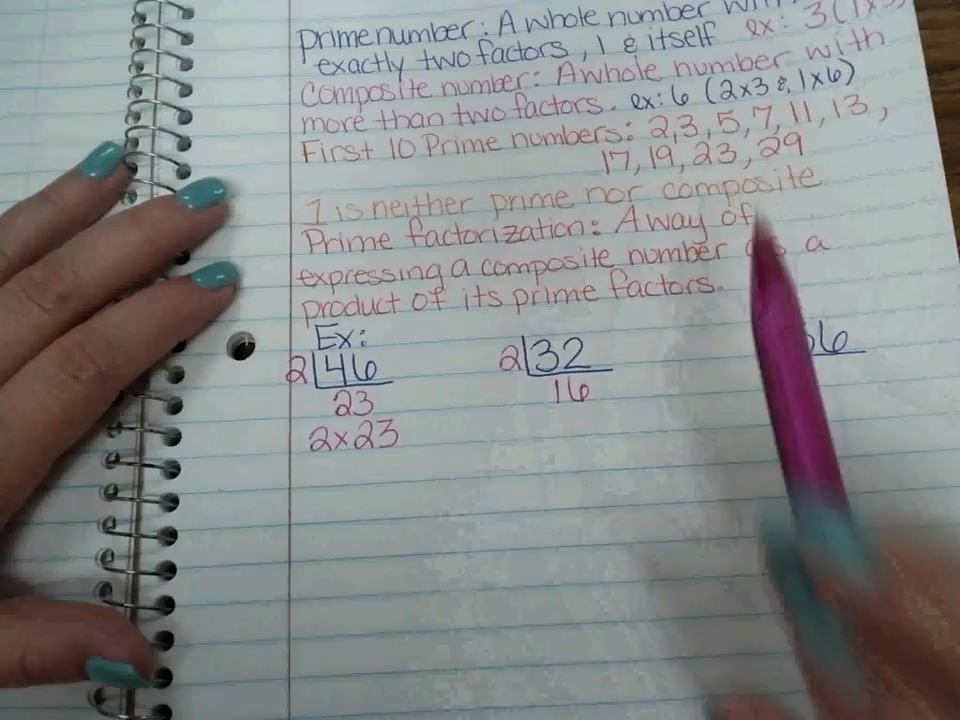 Prime number: A whole number with
exactly two factors, 1 & itself ex: 3 (1x3)
Composite number: A whole number with
more than two factors. ex: 6 (2x3 & 1x6)
First 10 Prime numbers: 2, 3, 5, 7, 11, 13,
17, 19, 23, 29
1 is neither prime nor composite
Prime factorization: A way of
expressing a composite number as a
product of its prime factors.
Ex:
2 46 2 32
23 16
2x23